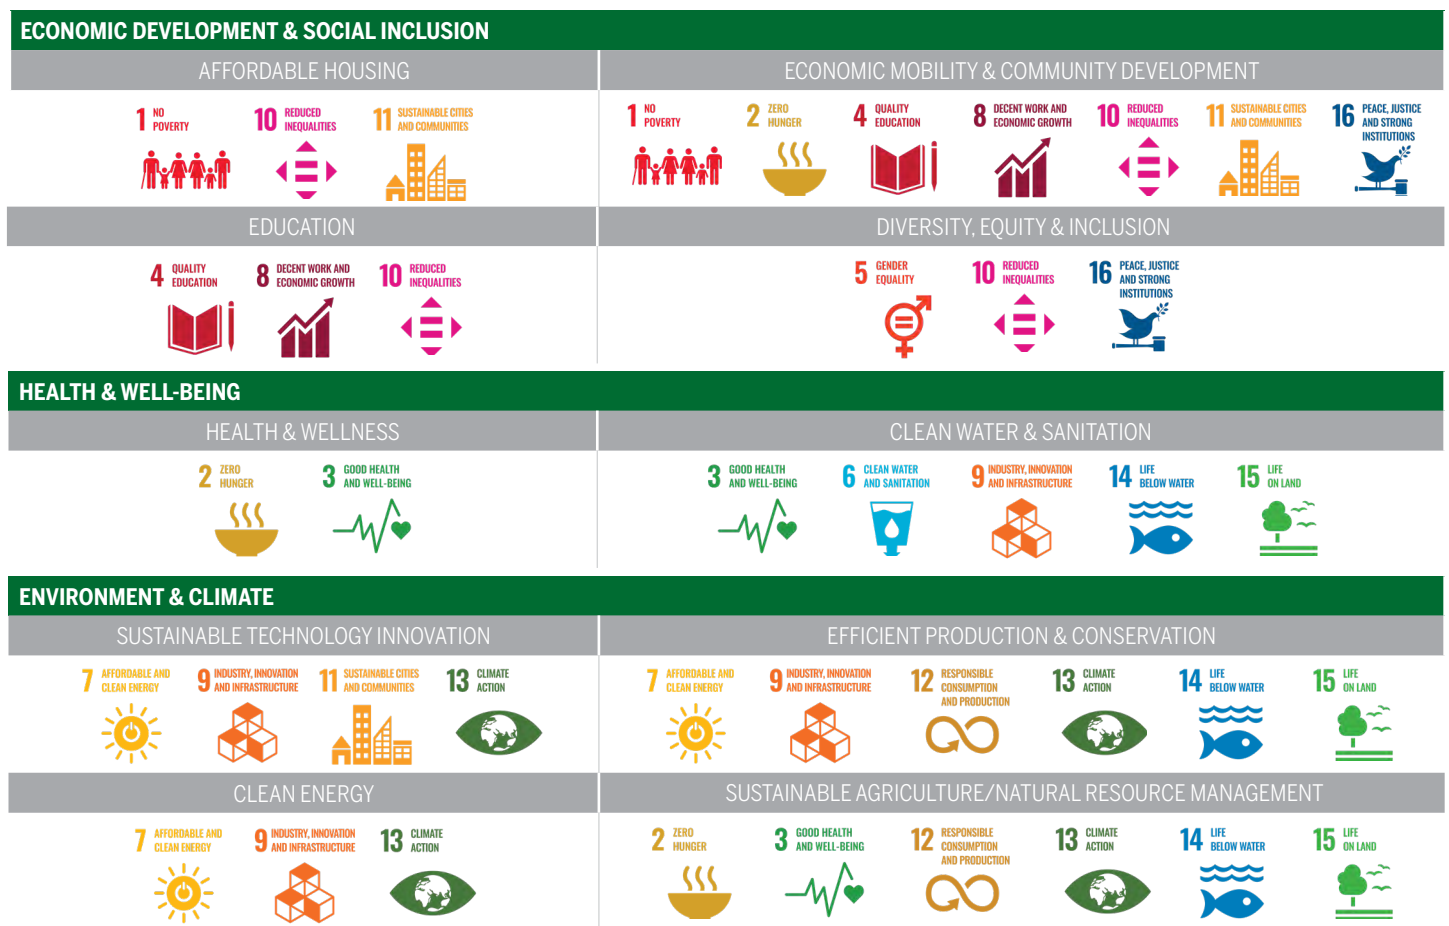 ECONOMIC DEVELOPMENT & SOCIAL INCLUSION
AFFORDABLE HOUSING
1 NO
POVERTY
10 REDUCED
INEQUALITIES
11 SUSTAINABLE CITIES
AND COMMUNITIES
ECONOMIC MOBILITY & COMMUNITY DEVELOPMENT
1 NO
POVERTY
2 ZERO
HUNGER
4 QUALITY
EDUCATION
8 DECENT WORK AND
ECONOMIC GROWTH
10 REDUCED
INEQUALITIES
11 SUSTAINABLE CITIES
AND COMMUNITIES
16 PEACE, JUSTICE
AND STRONG
INSTITUTIONS
EDUCATION
4 QUALITY
EDUCATION
8 DECENT WORK AND
ECONOMIC GROWTH
10 REDUCED
INEQUALITIES
DIVERSITY, EQUITY & INCLUSION
5 GENDER
EQUALITY
10 REDUCED
INEQUALITIES
16 PEACE, JUSTICE
AND STRONG
INSTITUTIONS
HEALTH & WELL-BEING
HEALTH & WELLNESS
2 ZERO
HUNGER
3 GOOD HEALTH
AND WELL-BEING
CLEAN WATER & SANITATION
3 GOOD HEALTH
AND WELL-BEING
6 CLEAN WATER
AND SANITATION
9 INDUSTRY, INNOVATION
AND INFRASTRUCTURE
14 LIFE
BELOW WATER
15 LIFE
ON LAND
ENVIRONMENT & CLIMATE
SUSTAINABLE TECHNOLOGY INNOVATION
7 AFFORDABLE AND
CLEAN ENERGY
9 INDUSTRY, INNOVATION
AND INFRASTRUCTURE
11 SUSTAINABLE CITIES
AND COMMUNITIES
13 CLIMATE
ACTION
EFFICIENT PRODUCTION & CONSERVATION
7 AFFORDABLE AND
CLEAN ENERGY
9 INDUSTRY, INNOVATION
AND INFRASTRUCTURE
12 RESPONSIBLE
CONSUMPTION
AND PRODUCTION
13 CLIMATE
ACTION
14 LIFE
BELOW WATER
15 LIFE
ON LAND
CLEAN ENERGY
7 AFFORDABLE AND
CLEAN ENERGY
9 INDUSTRY, INNOVATION
AND INFRASTRUCTURE
13 CLIMATE
ACTION
SUSTAINABLE AGRICULTURE/NATURAL RESOURCE MANAGEMENT
2 ZERO
HUNGER
3 GOOD HEALTH
AND WELL-BEING
12 RESPONSIBLE
CONSUMPTION
AND PRODUCTION
13 CLIMATE
ACTION
14 LIFE
BELOW WATER
15 LIFE
ON LAND